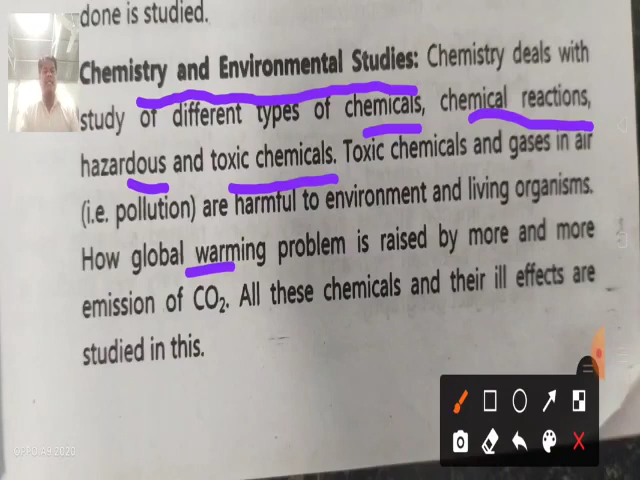 done is studied.
Chemistry and Environmental Studies: Chemistry deals with
study of different types of chemicals, chemical reactions,
hazardous and toxic chemicals. Toxic chemicals and gases in air
(i.e. pollution) are harmful to environment and living organisms.
How global warming problem is raised by more and more
emission of CO₂. All these chemicals and their ill effects are
studied in this.
OPPO A9 2020